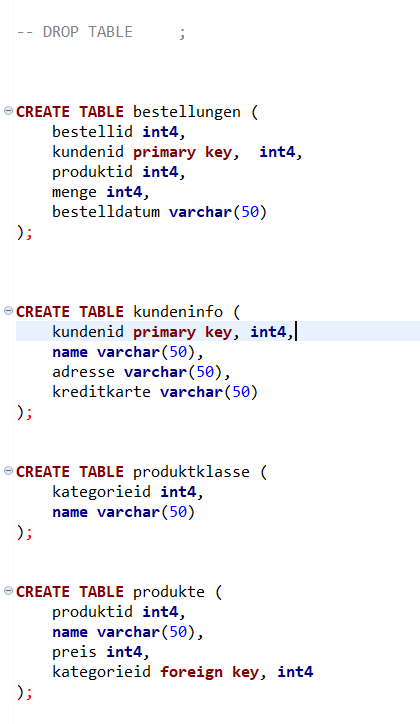 -- DROP TABLE     ;
CREATE TABLE bestellungen (
    bestellid int4,
    kundenid primary key,  int4,
    produktid int4,
    menge int4,
    bestelldatum varchar(50)
);
CREATE TABLE kundeninfo (
    kundenid primary key, int4,
    name varchar(50),
    adresse varchar(50),
    kreditkarte varchar(50)
);
CREATE TABLE produktklasse (
    kategorieid int4,
    name varchar(50)
);
CREATE TABLE produkte (
    produktid int4,
    name varchar(50),
    preis int4,
    kategorieid foreign key, int4
);